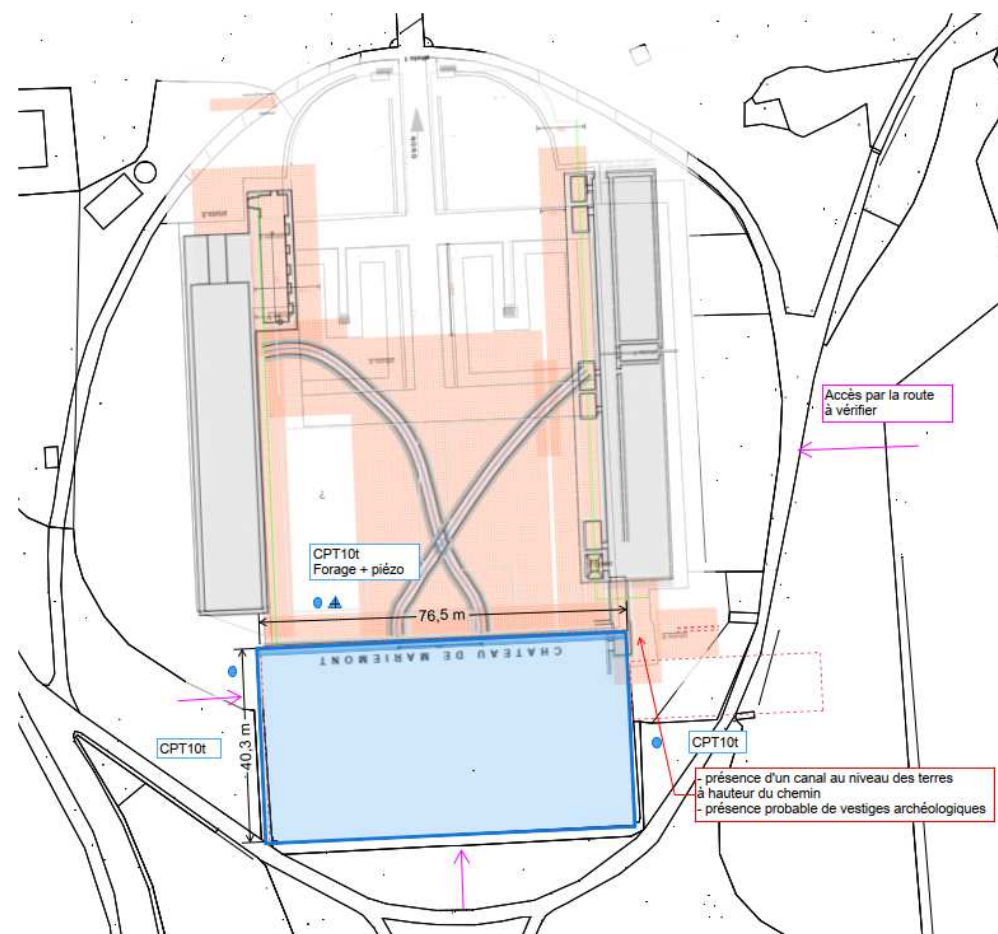 NORD
Accès par la route
à vérifier
?
CPT10t
Forage + piézo
76,5 m
CHATEAU DE MARIEMONT
40,3 m
CPT10t
CPT10t
- présence d'un canal au niveau des terres
à hauteur du chemin
- présence probable de vestiges archéologiques